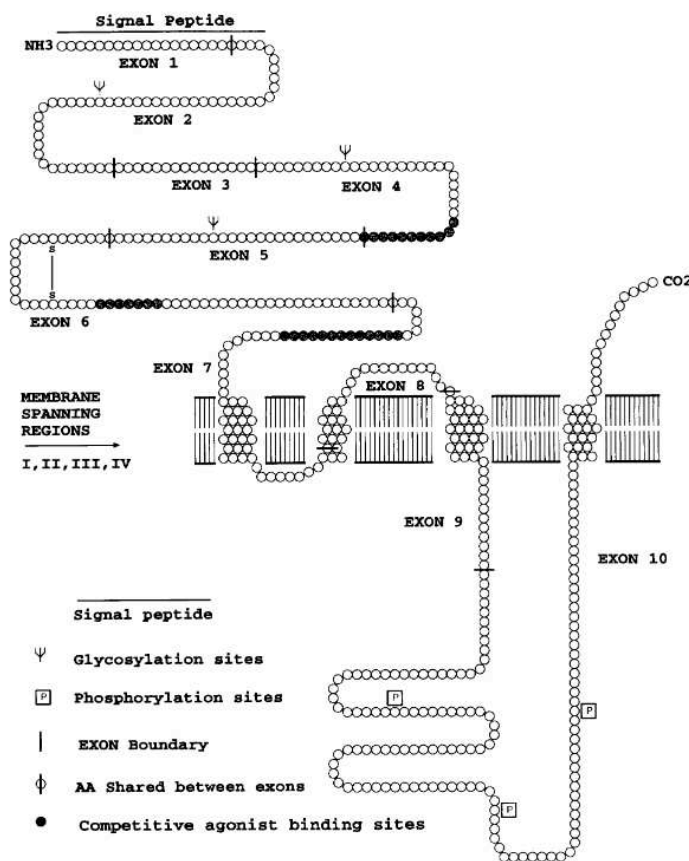 Signal Peptide
NH3
EXON 1
EXON 2
EXON 3
EXON 4
EXON 5
S
S
EXON 6
CO2
EXON 7
EXON 8
MEMBRANE
SPANNING
REGIONS
I,II,III,IV
EXON 9
EXON 10
Signal peptide
Glycosylation sites
P Phosphorylation sites
P
P
EXON Boundary
AA Shared between exons
P
Competitive agonist binding sites